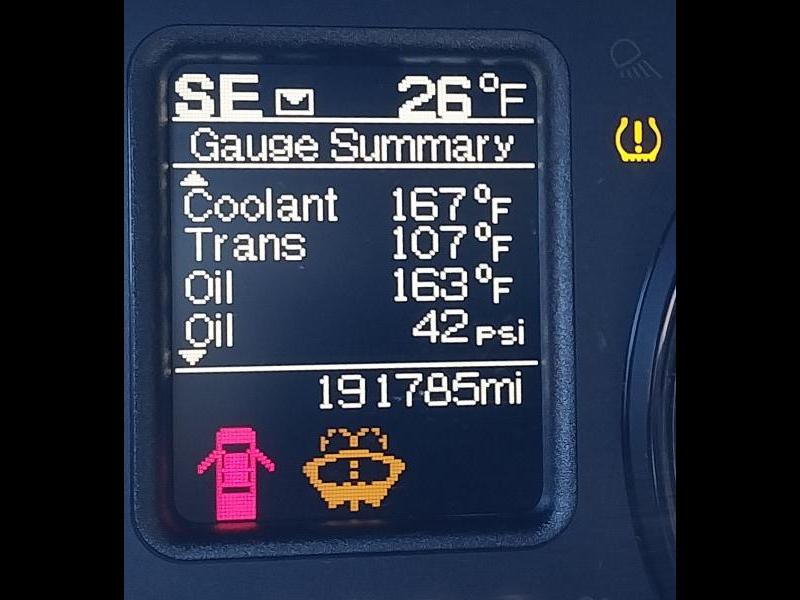 SE 26°F
Gauge Summary
Coolant 167°F
Trans 107°F
Oil 163°F
Oil 42 psi
191785mi